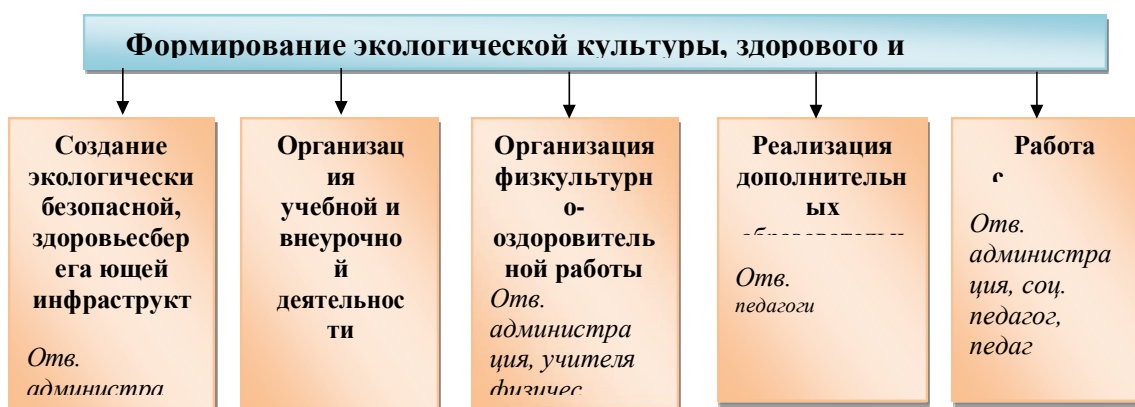 Формирование экологической культуры, здорового и
Создание
экологически
безопасной,
здоровьесбер
ега ющей
инфраструкт
Отв.
администра
Организац
ия
учебной и
внеурочно
й
деятельнос
ти
Организация
физкультурн
о-
оздоровитель
ной работы
Отв.
администра
ция, учителя
физичес
Реализация
дополнительн
ых
Отв.
педагоги
Работа
с
Отв.
администра
ция, соц.
педагог,
педаг